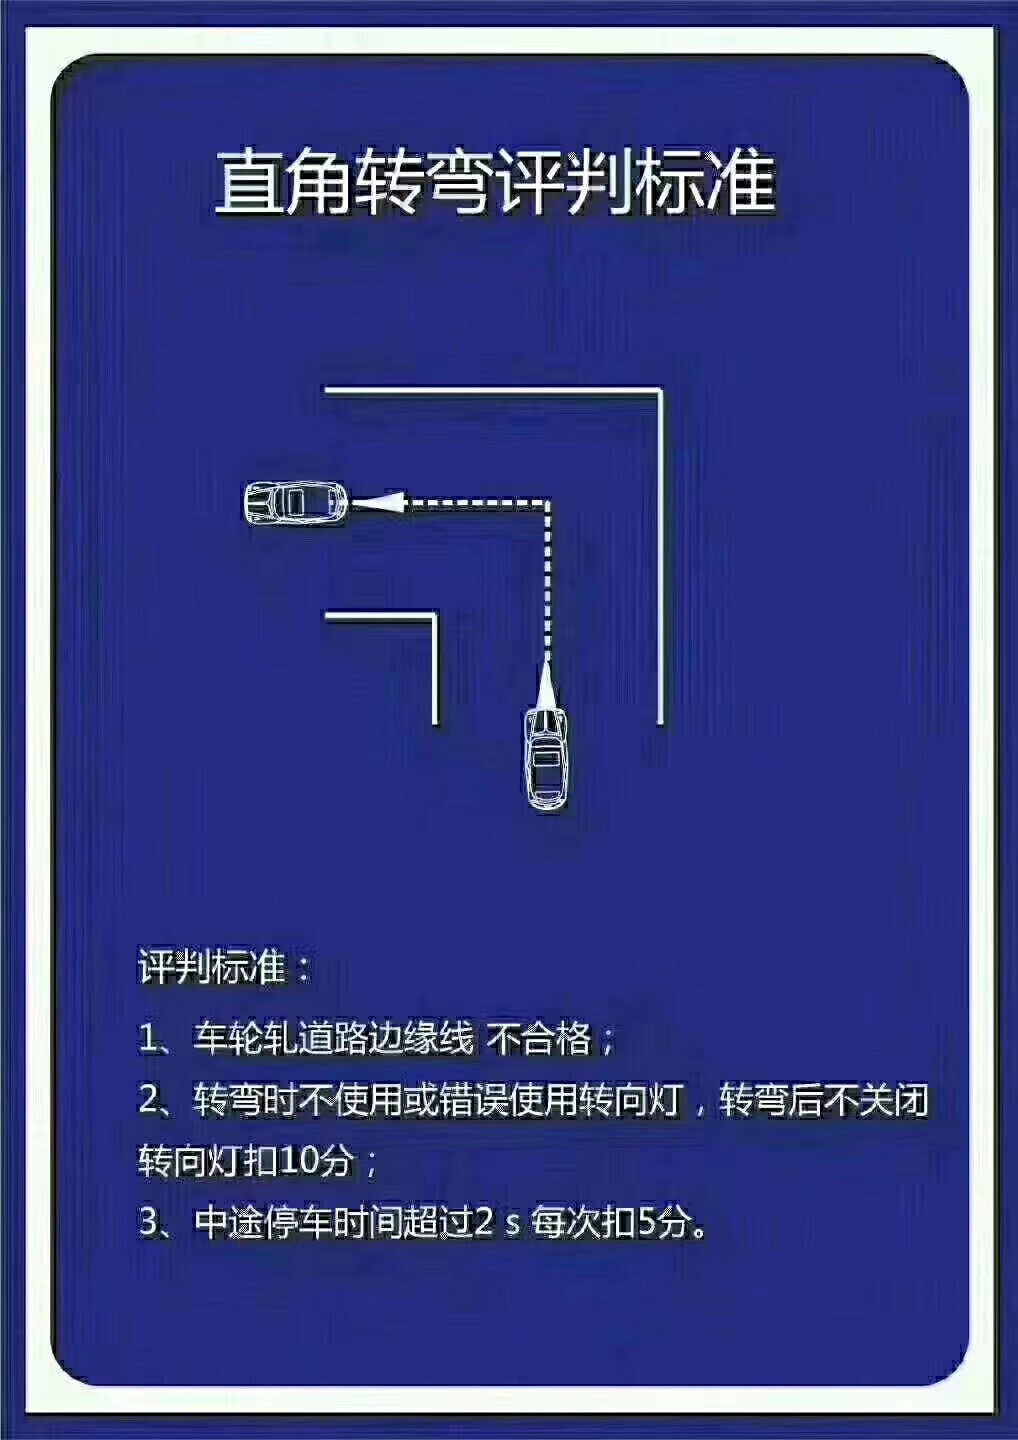 直角转弯评判标准
评判标准：
1、车轮轧道路边缘线 不合格；
2、转弯时不使用或错误使用转向灯，转弯后不关闭
转向灯扣10分；
3、中途停车时间超过2 s 每次扣5分。